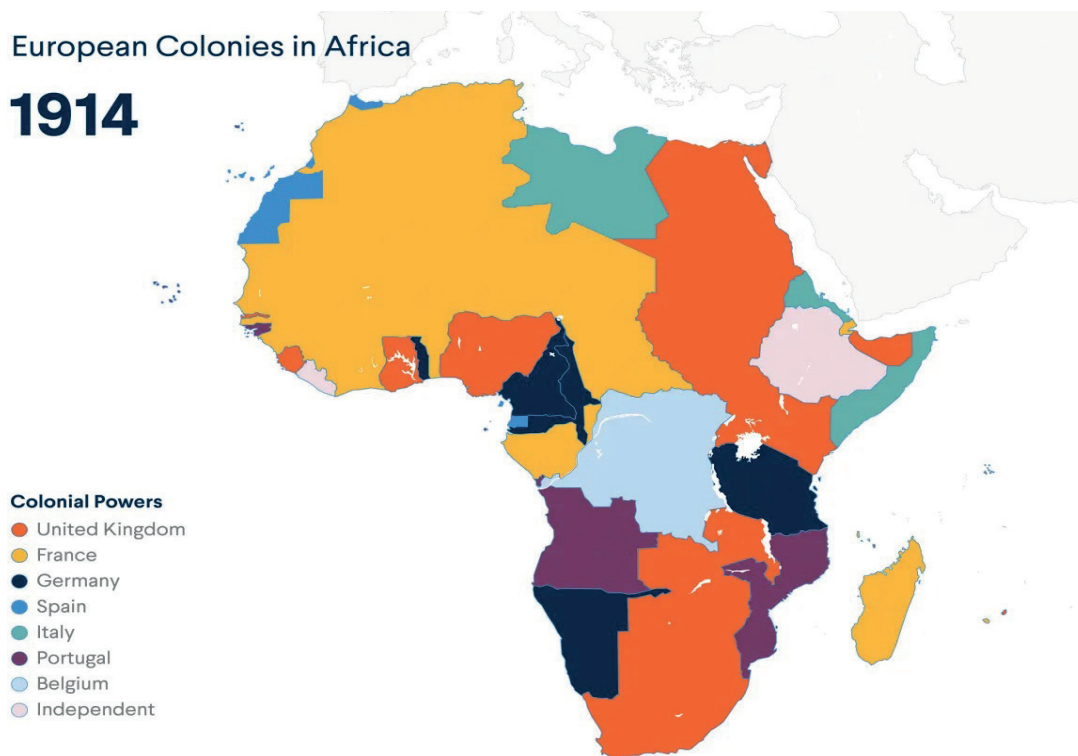 European Colonies in Africa
1914
Colonial Powers
United Kingdom
France
Germany
Spain
Italy
Portugal
Belgium
Independent